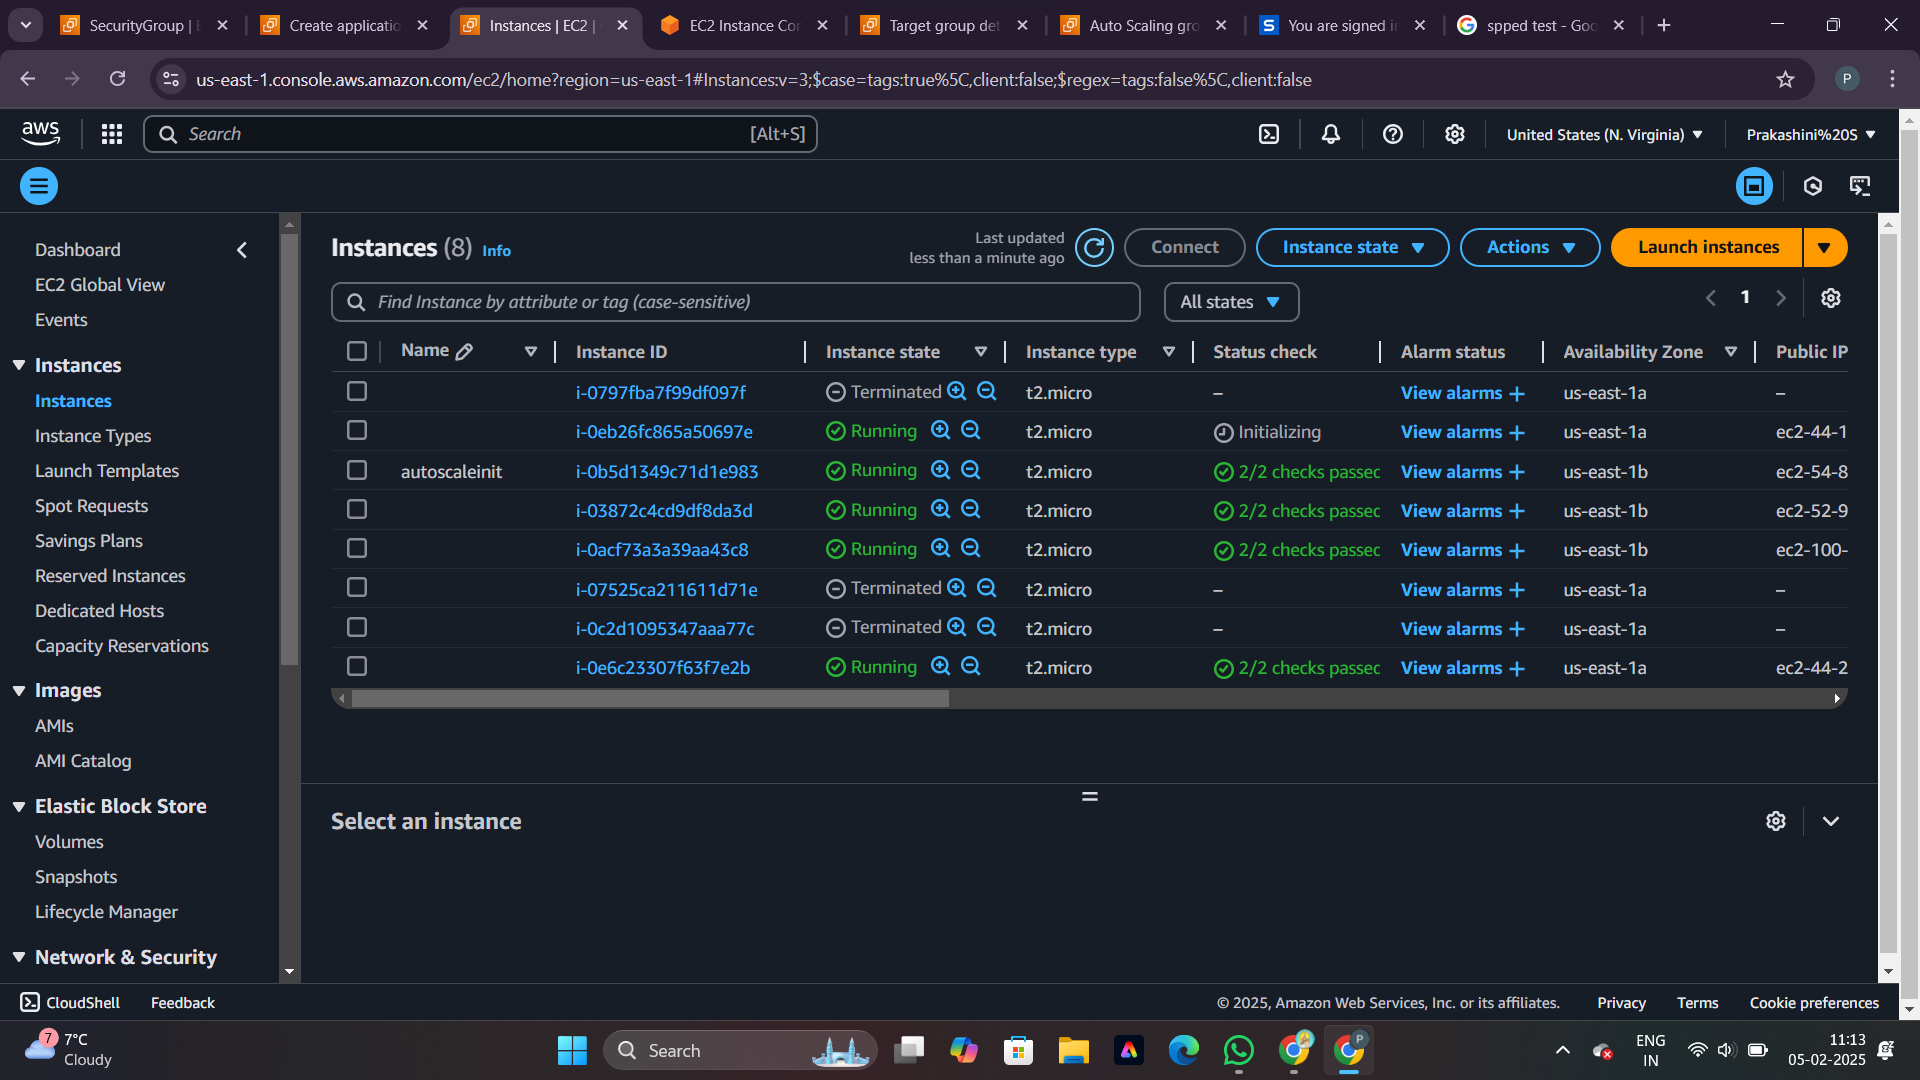 SecurityGroup | E
Create applicatio
Instances | EC2 |
EC2 Instance Cor
Target group det
Auto Scaling gro
You are signed in
spped test - Goo
us-east-1.console.aws.amazon.com/ec2/home?region=us-east-1#Instances:v=3;$case=tags:true%5C,client:false;$regex=tags:false%5C,client:false
P
aws
Search
[Alt+S]
United States (N. Virginia)
Prakashini%20S
Dashboard
EC2 Global View
Events
Instances
Instances
Instance Types
Launch Templates
Spot Requests
Savings Plans
Reserved Instances
Dedicated Hosts
Capacity Reservations
Images
AMIs
AMI Catalog
Elastic Block Store
Volumes
Snapshots
Lifecycle Manager
Network & Security
Instances (8) Info
Last updated
less than a minute ago
Connect
Instance state
Actions
Launch instances
Find Instance by attribute or tag (case-sensitive)
All states
1
Name Instance ID Instance state Instance type Status check Alarm status Availability Zone Public IP
i-0797fba7f99df097f Terminated t2.micro – View alarms + us-east-1a –
i-0eb26fc865a50697e Running t2.micro Initializing View alarms + us-east-1a ec2-44-1
autoscaleinit i-0b5d1349c71d1e983 Running t2.micro 2/2 checks passec View alarms + us-east-1b ec2-54-8
i-03872c4cd9df8da3d Running t2.micro 2/2 checks passec View alarms + us-east-1b ec2-52-9
i-0acf73a3a39aa43c8 Running t2.micro 2/2 checks passec View alarms + us-east-1b ec2-100-
i-07525ca211611d71e Terminated t2.micro – View alarms + us-east-1a –
i-0c2d1095347aaa77c Terminated t2.micro – View alarms + us-east-1a –
i-0e6c23307f63f7e2b Running t2.micro 2/2 checks passec View alarms + us-east-1a ec2-44-2
Select an instance
CloudShell
Feedback
© 2025, Amazon Web Services, Inc. or its affiliates.
Privacy
Terms
Cookie preferences
7
7°C
Cloudy
Search
P
ENG
IN
11:13
05-02-2025